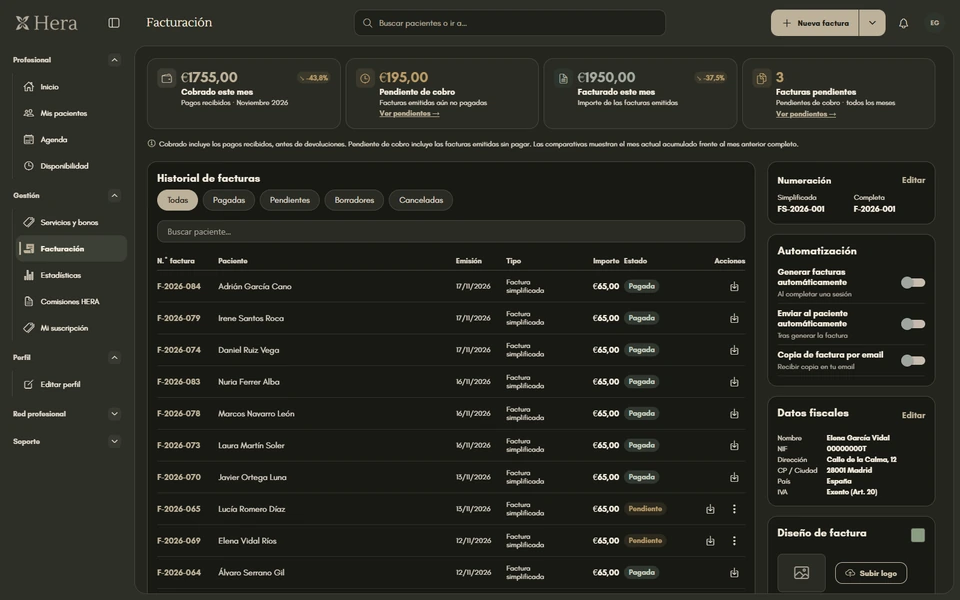 Hera
Facturación
Buscar pacientes o ir a...
Nueva factura
EG
Profesional
Inicio
Mis pacientes
Agenda
Disponibilidad
Gestión
Servicios y bonos
Facturación
Estadísticas
Comisiones HERA
Mi suscripción
Perfil
Editar perfil
Red profesional
Soporte
€1755,00
-43,8%
Cobrado este mes
Pagos recibidos · Noviembre 2026
€195,00
Pendiente de cobro
Facturas emitidas aún no pagadas
Ver pendientes →
€1950,00
-37,5%
Facturado este mes
Importe de las facturas emitidas
3
Facturas pendientes
Pendientes de cobro · todos los meses
Ver pendientes →
Cobrado incluye los pagos recibidos, antes de devoluciones. Pendiente de cobro incluye las facturas emitidas sin pagar. Las comparativas muestran el mes actual acumulado frente al mes anterior completo.
Historial de facturas
Todas
Pagadas
Pendientes
Borradores
Canceladas
Buscar paciente...
N.º factura Paciente Emisión Tipo Importe Estado Acciones
F-2026-084 Adrián García Cano 17/11/2026 Factura simplificada €65,00 Pagada
F-2026-079 Irene Santos Roca 17/11/2026 Factura simplificada €65,00 Pagada
F-2026-074 Daniel Ruiz Vega 17/11/2026 Factura simplificada €65,00 Pagada
F-2026-083 Nuria Ferrer Alba 16/11/2026 Factura simplificada €65,00 Pagada
F-2026-078 Marcos Navarro León 16/11/2026 Factura simplificada €65,00 Pagada
F-2026-073 Laura Martín Soler 16/11/2026 Factura simplificada €65,00 Pagada
F-2026-070 Javier Ortega Luna 13/11/2026 Factura simplificada €65,00 Pagada
F-2026-065 Lucía Romero Díaz 13/11/2026 Factura simplificada €65,00 Pendiente
F-2026-069 Elena Vidal Ríos 12/11/2026 Factura simplificada €65,00 Pendiente
F-2026-064 Álvaro Serrano Gil 12/11/2026 Factura simplificada €65,00 Pagada
Numeración
Editar
Simplificada Completa
FS-2026-001 F-2026-001
Automatización
Generar facturas
automáticamente
Al completar una sesión
Enviar al paciente
automáticamente
Tras generar la factura
Copia de factura por email
Recibir copia en tu email
Datos fiscales
Editar
Nombre Elena García Vidal
NIF 00000000T
Dirección Calle de la Calma, 12
CP / Ciudad 28001 Madrid
País España
IVA Exento (Art. 20)
Diseño de factura
Subir logo